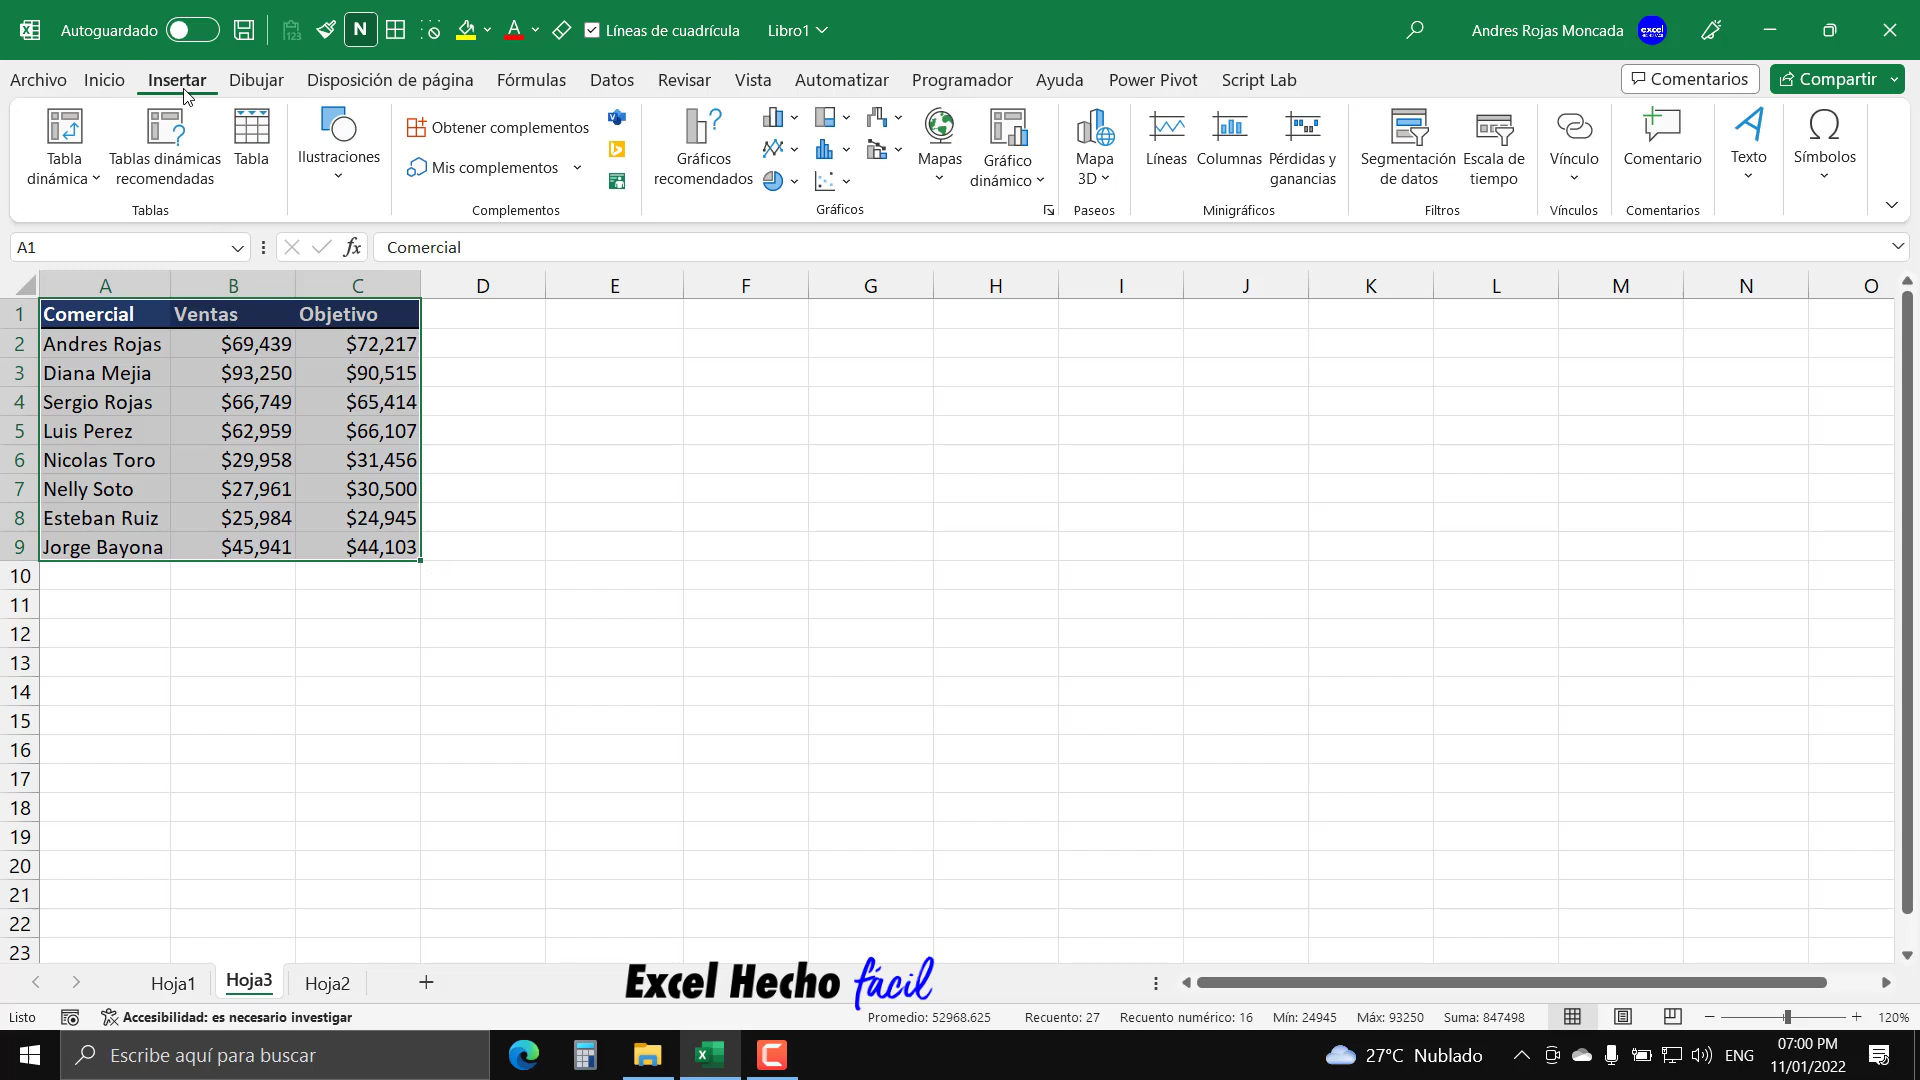 Autoguardado
123
N
A
Líneas de cuadrícula
Libro1
Andres Rojas Moncada
Archivo
Inicio
Insertar
Dibujar
Disposición de página
Fórmulas
Datos
Revisar
Vista
Automatizar
Programador
Ayuda
Power Pivot
Script Lab
Comentarios
Compartir
Tabla
dinámica
Tablas dinámicas
recomendadas
Tabla
Tablas
Ilustraciones
Obtener complementos
Mis complementos
Complementos
Gráficos
recomendados
Mapas
Gráfico
dinámico
Gráficos
Mapa
3D
Paseos
Líneas
Columnas
Pérdidas y
ganancias
Minigráficos
Segmentación
de datos
Escala de
tiempo
Filtros
Vínculo
Vínculos
Comentario
Comentarios
Texto
Símbolos
A1
fx
Comercial
A B C D E F G H I J K L M N O
1 Comercial Ventas Objetivo
2 Andres Rojas $69,439 $72,217
3 Diana Mejia $93,250 $90,515
4 Sergio Rojas $66,749 $65,414
5 Luis Perez $62,959 $66,107
6 Nicolas Toro $29,958 $31,456
7 Nelly Soto $27,961 $30,500
8 Esteban Ruiz $25,984 $24,945
9 Jorge Bayona $45,941 $44,103
10
11
12
13
14
15
16
17
18
19
20
21
22
23
Hoja1
Hoja3
Hoja2
Excel Hecho fácil
Listo
Accesibilidad: es necesario investigar
Promedio: 52968.625
Recuento: 27
Recuento numérico: 16
Mín: 24945
Máx: 93250
Suma: 847498
120%
Escribe aquí para buscar
27°C Nublado
ENG
07:00 PM
11/01/2022